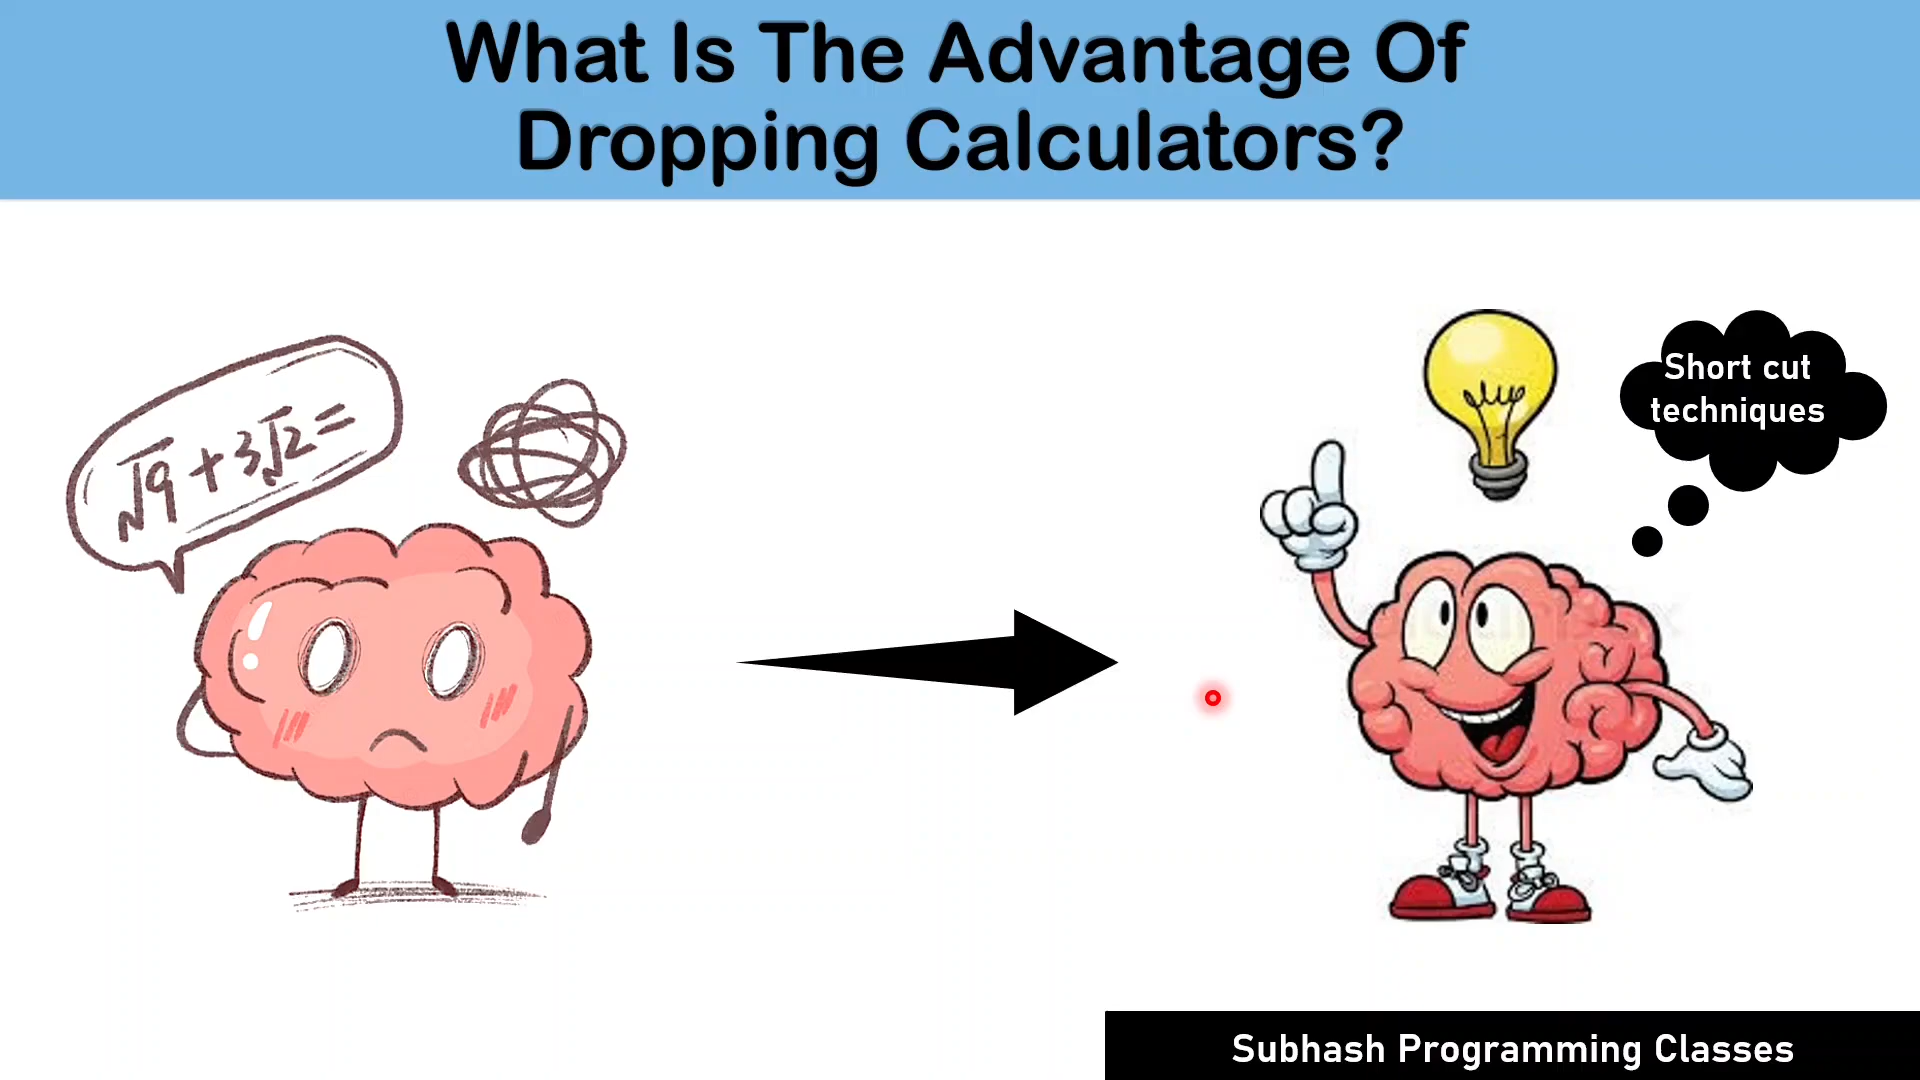 What Is The Advantage Of
Dropping Calculators?
√9 + 3√2 =
Short cut
techniques
Subhash Programming Classes